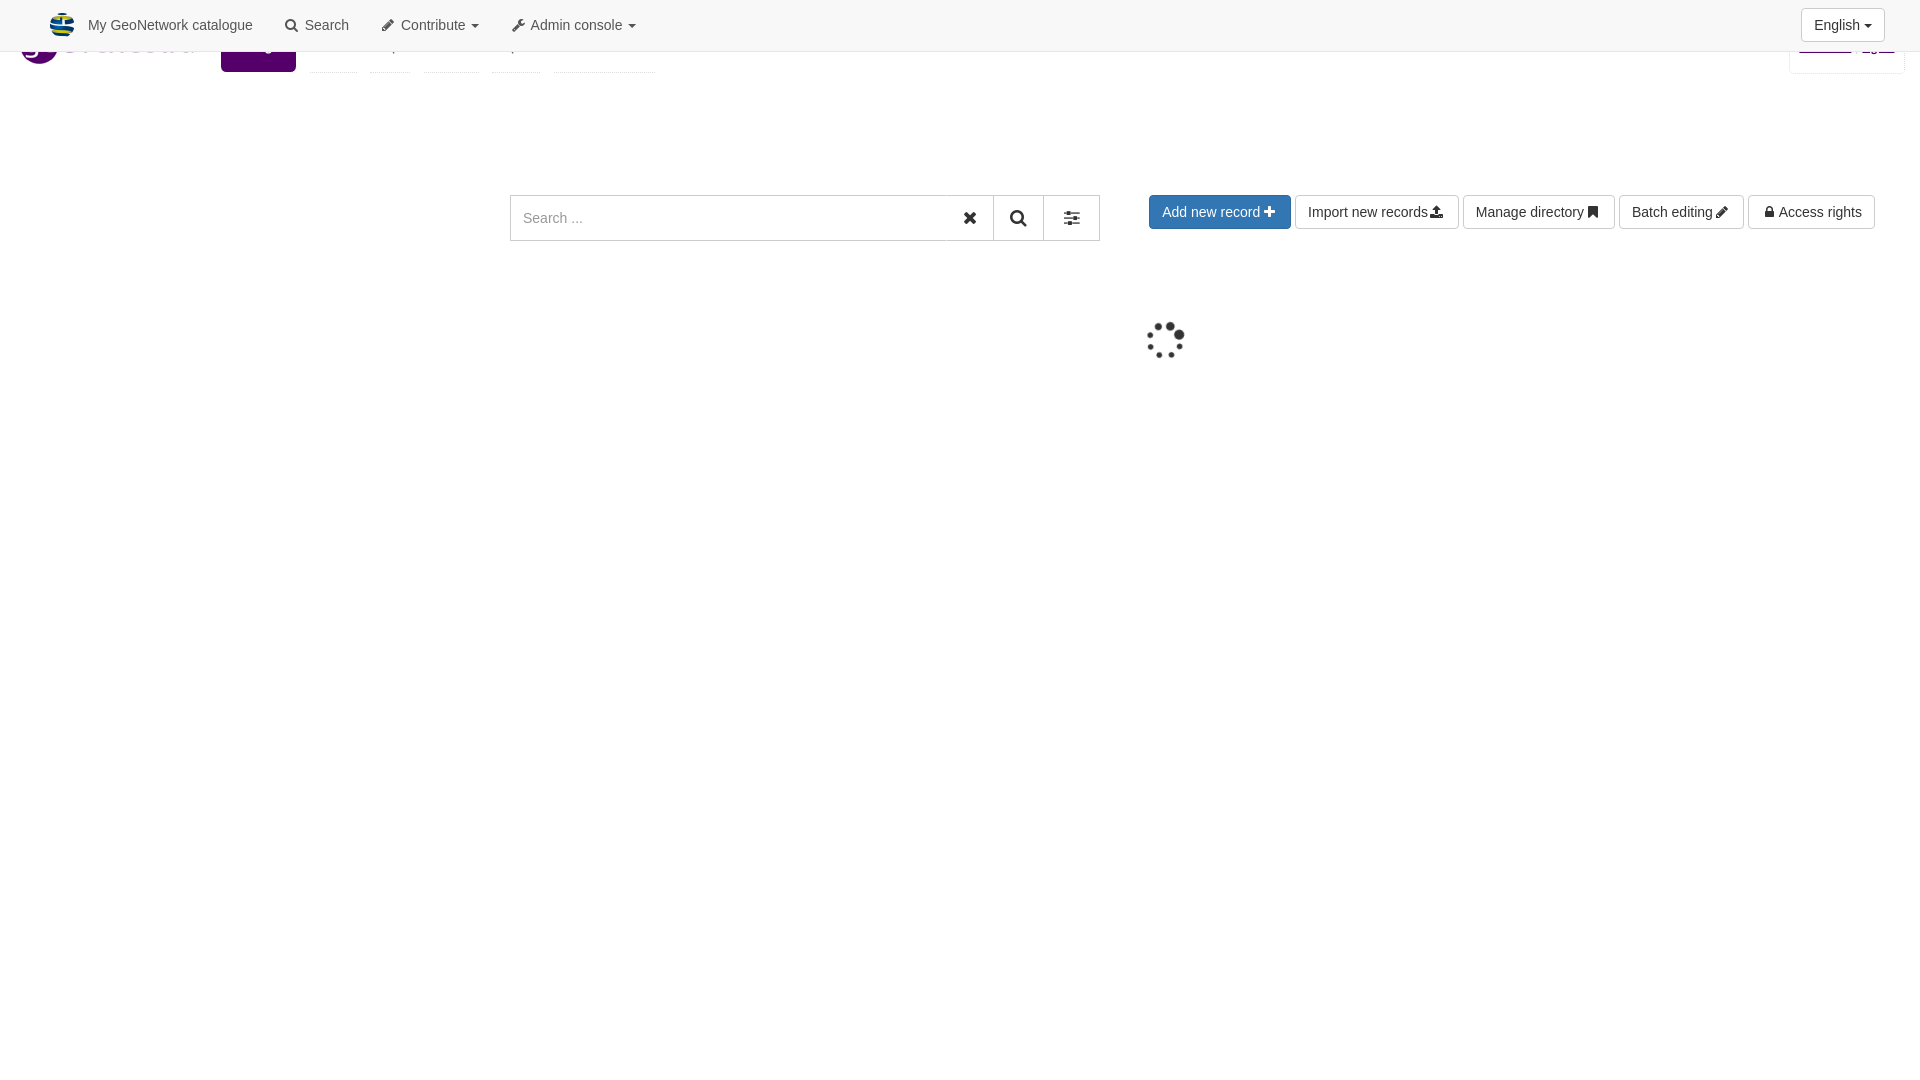 My GeoNetwork catalogue Search Contribute Admin console English
Search ...
Add new record Import new records Manage directory Batch editing Access rights